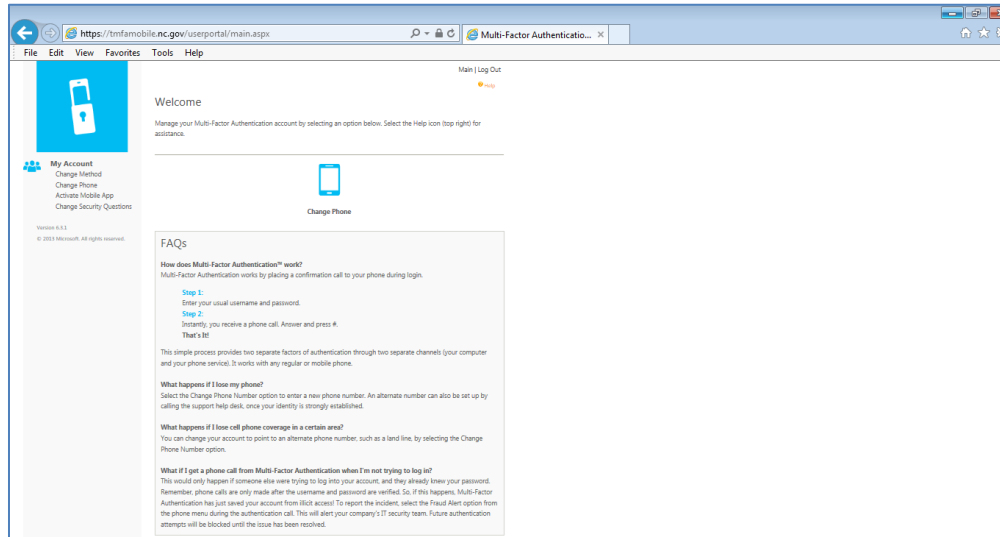 https://tmfamobile.nc.gov/userportal/main.aspx
Multi-Factor Authenticatio...
File Edit View Favorites Tools Help
Main | Log Out
Help
Welcome
Manage your Multi-Factor Authentication account by selecting an option below. Select the Help icon (top right) for
assistance.
My Account
Change Method
Change Phone
Activate Mobile App
Change Security Questions
Version 6.3.1
© 2013 Microsoft. All rights reserved.
Change Phone
FAQs
How does Multi-Factor Authentication™ work?
Multi-Factor Authentication works by placing a confirmation call to your phone during login.
Step 1:
Enter your usual username and password.
Step 2:
Instantly, you receive a phone call. Answer and press #.
That's It!
This simple process provides two separate factors of authentication through two separate channels (your computer
and your phone service). It works with any regular or mobile phone.
What happens if I lose my phone?
Select the Change Phone Number option to enter a new phone number. An alternate number can also be set up by
calling the support help desk, once your identity is strongly established.
What happens if I lose cell phone coverage in a certain area?
You can change your account to point to an alternate phone number, such as a land line, by selecting the Change
Phone Number option.
What if I get a phone call from Multi-Factor Authentication when I'm not trying to log in?
This would only happen if someone else were trying to log into your account, and they already knew your password.
Remember, phone calls are only made after the username and password are verified. So, if this happens, Multi-Factor
Authentication has just saved your account from illicit access! To report the incident, select the Fraud Alert option from
the phone menu during the authentication call. This will alert your company's IT security team. Future authentication
attempts will be blocked until the issue has been resolved.